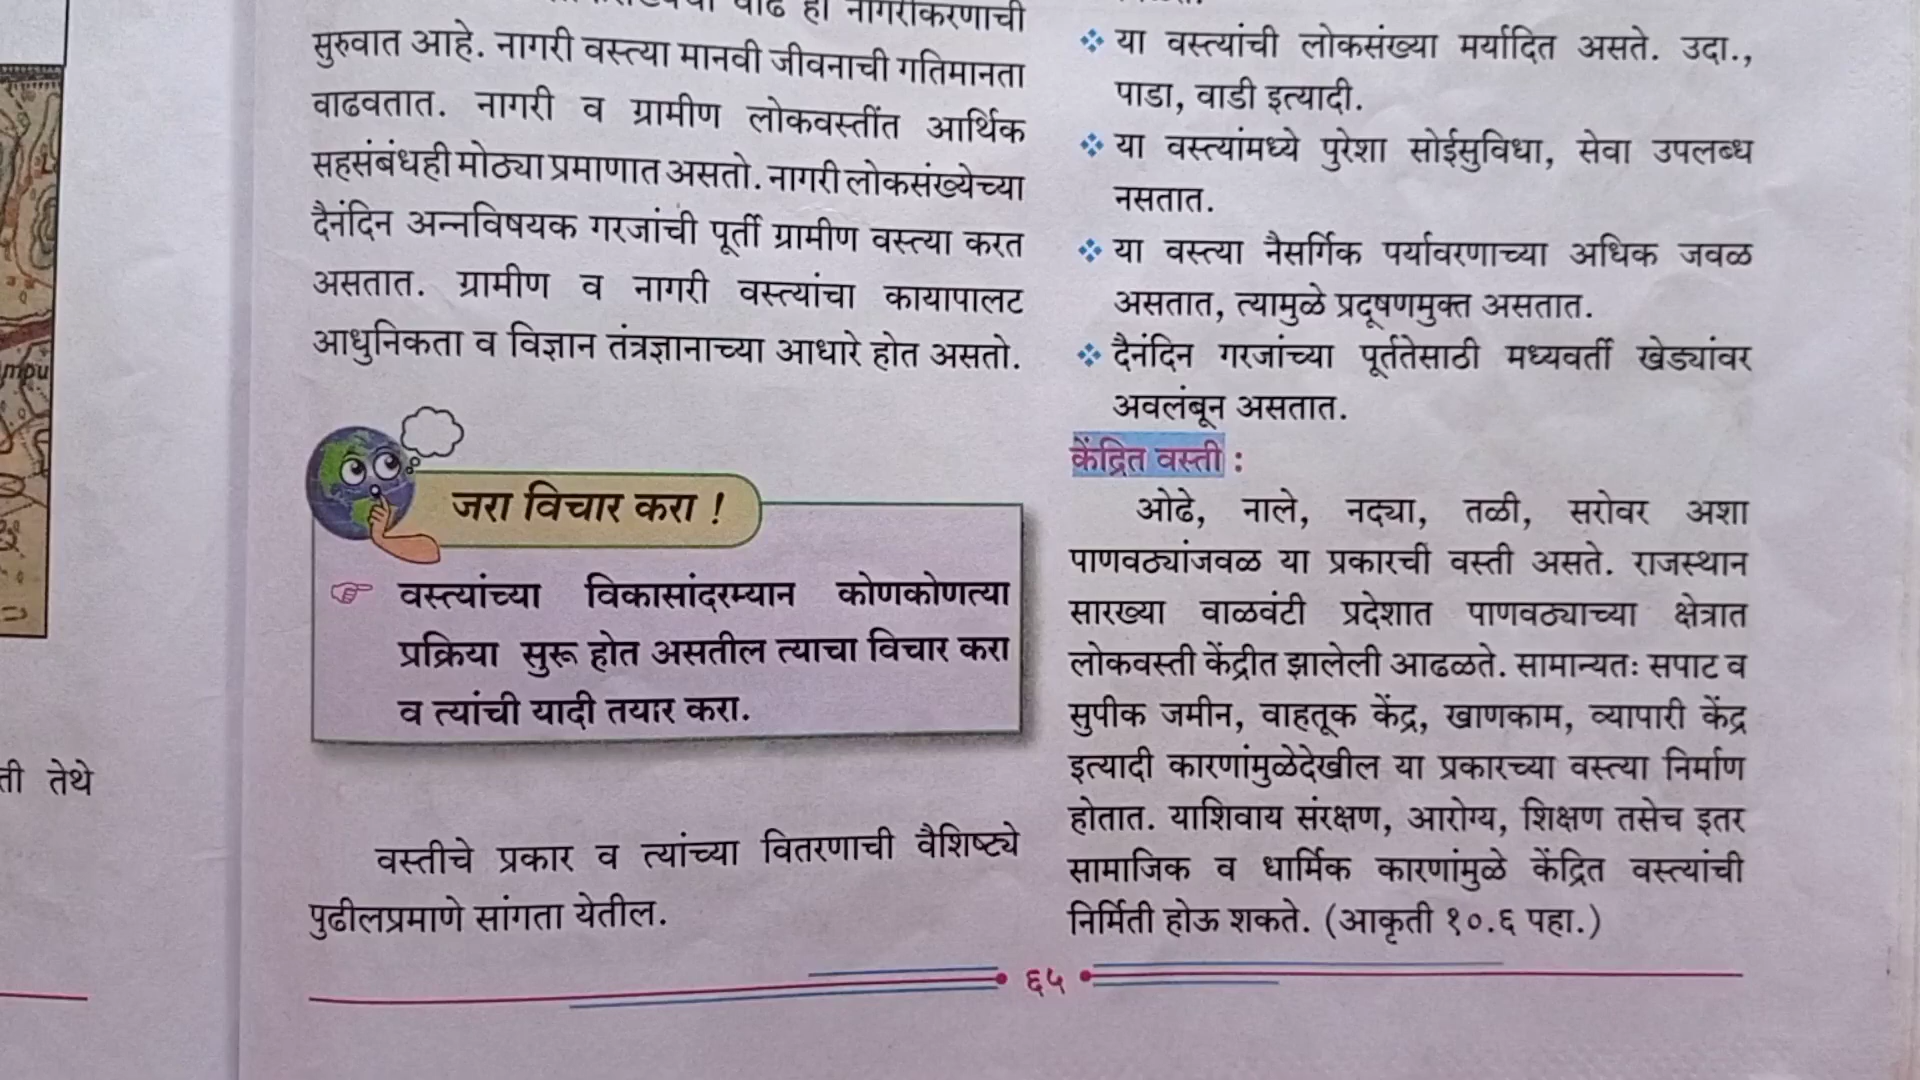 वाढ ही नागरीकरणाची
सुरुवात आहे. नागरी वस्त्या मानवी जीवनाची गतिमानता
वाढवतात. नागरी व ग्रामीण लोकवस्तींत आर्थिक
सहसंबंधही मोठ्या प्रमाणात असतो. नागरी लोकसंख्येच्या
दैनंदिन अन्नविषयक गरजांची पूर्ती ग्रामीण वस्त्या करत
असतात. ग्रामीण व नागरी वस्त्यांचा कायापालट
आधुनिकता व विज्ञान तंत्रज्ञानाच्या आधारे होत असतो.
जरा विचार करा !
वस्त्यांच्या विकासांदरम्यान कोणकोणत्या
प्रक्रिया सुरू होत असतील त्याचा विचार करा
व त्यांची यादी तयार करा.
वस्तीचे प्रकार व त्यांच्या वितरणाची वैशिष्ट्ये
पुढीलप्रमाणे सांगता येतील.
या वस्त्यांची लोकसंख्या मर्यादित असते. उदा.,
पाडा, वाडी इत्यादी.
या वस्त्यांमध्ये पुरेशा सोईसुविधा, सेवा उपलब्ध
नसतात.
या वस्त्या नैसर्गिक पर्यावरणाच्या अधिक जवळ
असतात, त्यामुळे प्रदूषणमुक्त असतात.
दैनंदिन गरजांच्या पूर्ततेसाठी मध्यवर्ती खेड्यांवर
अवलंबून असतात.
केंद्रित वस्ती :
ओढे, नाले, नद्या, तळी, सरोवर अशा
पाणवठ्यांजवळ या प्रकारची वस्ती असते. राजस्थान
सारख्या वाळवंटी प्रदेशात पाणवठ्याच्या क्षेत्रात
लोकवस्ती केंद्रीत झालेली आढळते. सामान्यतः सपाट व
सुपीक जमीन, वाहतूक केंद्र, खाणकाम, व्यापारी केंद्र
इत्यादी कारणांमुळेदेखील या प्रकारच्या वस्त्या निर्माण
होतात. याशिवाय संरक्षण, आरोग्य, शिक्षण तसेच इतर
सामाजिक व धार्मिक कारणांमुळे केंद्रित वस्त्यांची
निर्मिती होऊ शकते. (आकृती १०.६ पहा.)
६५
ती तेथे
mpu